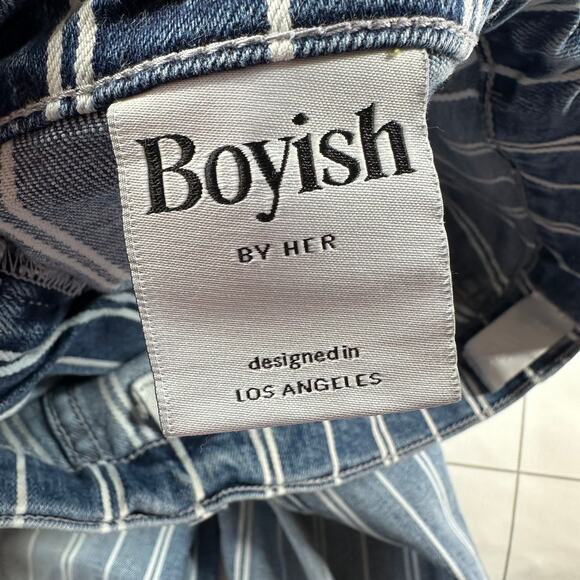 Boyish
BY HER
designed in
LOS ANGELES